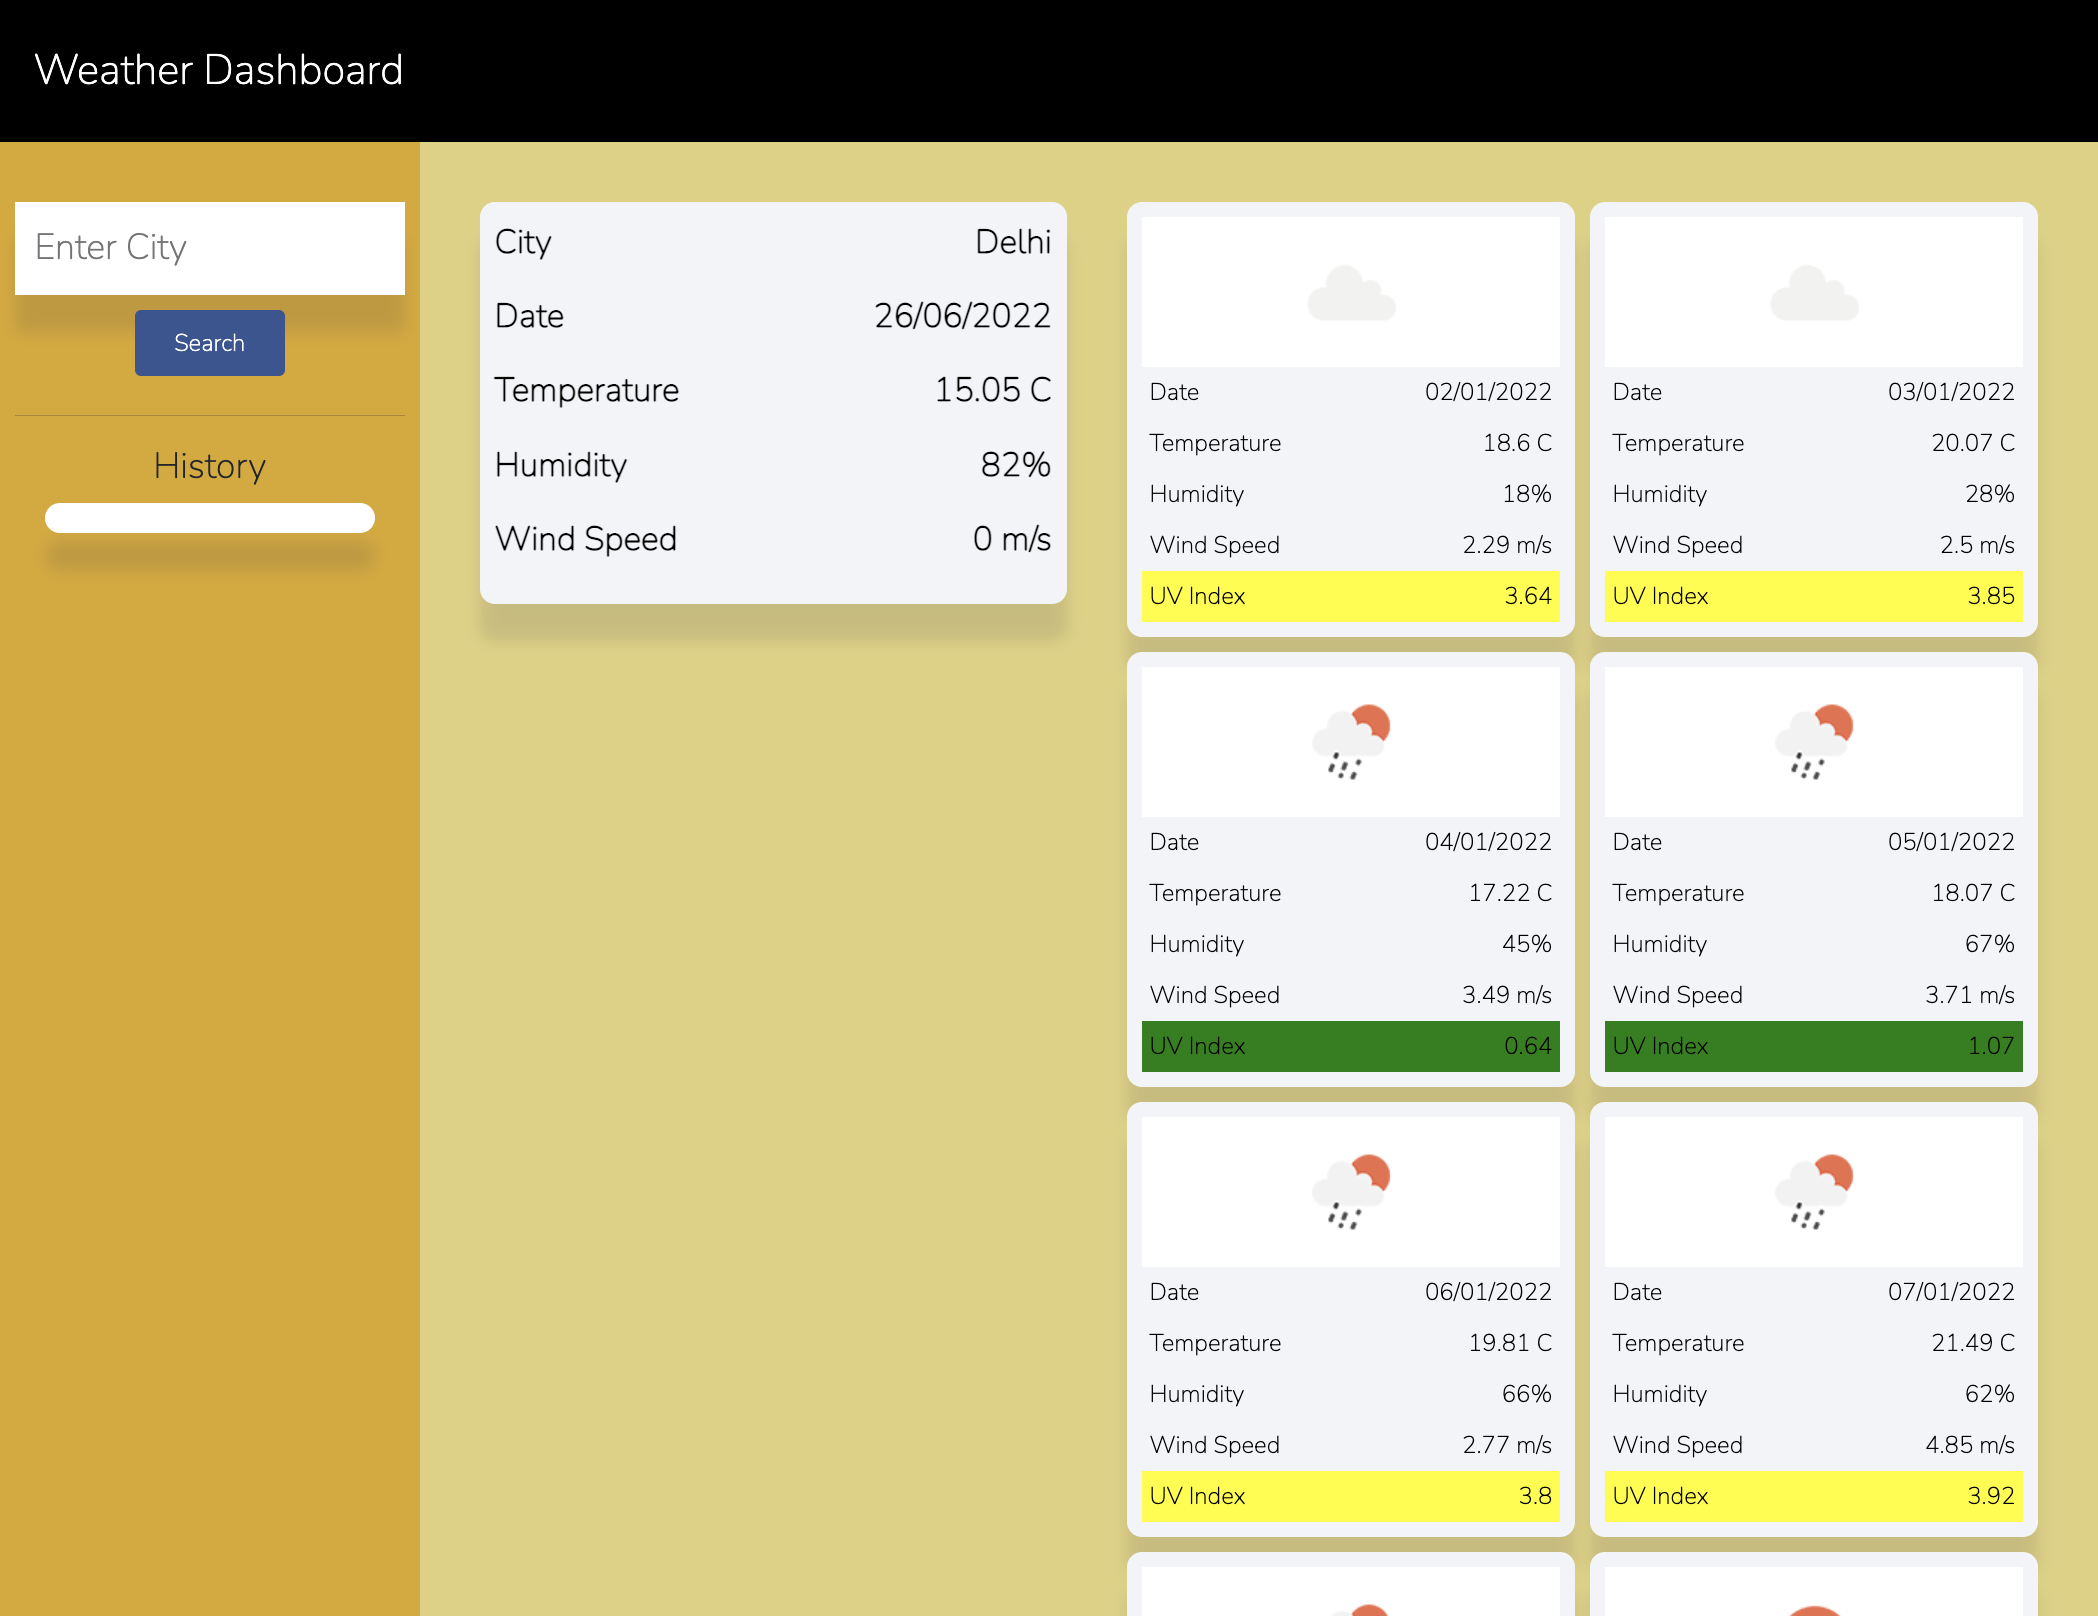 Weather Dashboard
Enter City
Search
History
City Delhi
Date 26/06/2022
Temperature 15.05 C
Humidity 82%
Wind Speed 0 m/s
Date 02/01/2022
Temperature 18.6 C
Humidity 18%
Wind Speed 2.29 m/s
UV Index 3.64
Date 03/01/2022
Temperature 20.07 C
Humidity 28%
Wind Speed 2.5 m/s
UV Index 3.85
Date 04/01/2022
Temperature 17.22 C
Humidity 45%
Wind Speed 3.49 m/s
UV Index 0.64
Date 05/01/2022
Temperature 18.07 C
Humidity 67%
Wind Speed 3.71 m/s
UV Index 1.07
Date 06/01/2022
Temperature 19.81 C
Humidity 66%
Wind Speed 2.77 m/s
UV Index 3.8
Date 07/01/2022
Temperature 21.49 C
Humidity 62%
Wind Speed 4.85 m/s
UV Index 3.92